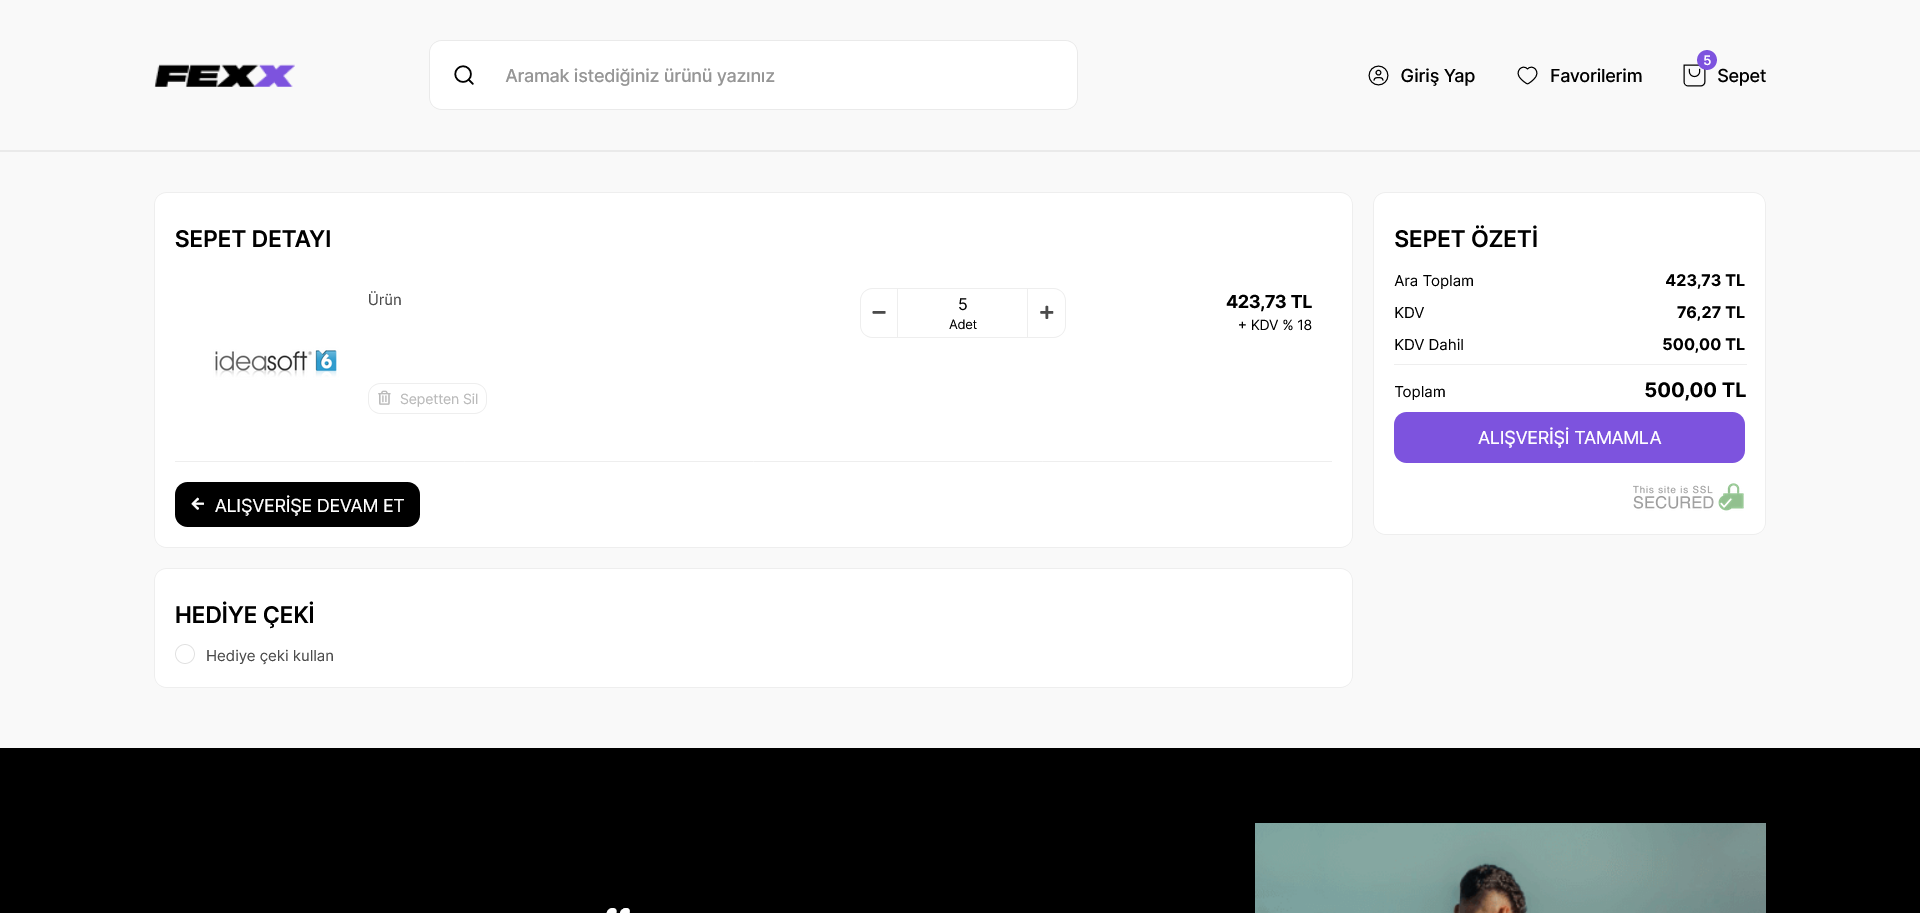 FEXX
Aramak istediğiniz ürünü yazınız
Giriş Yap
Favorilerim
5
Sepet
SEPET DETAYI
Ürün
5
Adet
423,73 TL
+ KDV % 18
ideasoft 6
Sepetten Sil
ALIŞVERİŞE DEVAM ET
HEDİYE ÇEKİ
Hediye çeki kullan
SEPET ÖZETİ
Ara Toplam 423,73 TL
KDV 76,27 TL
KDV Dahil 500,00 TL
Toplam 500,00 TL
ALIŞVERİŞİ TAMAMLA
This site is SSL
SECURED